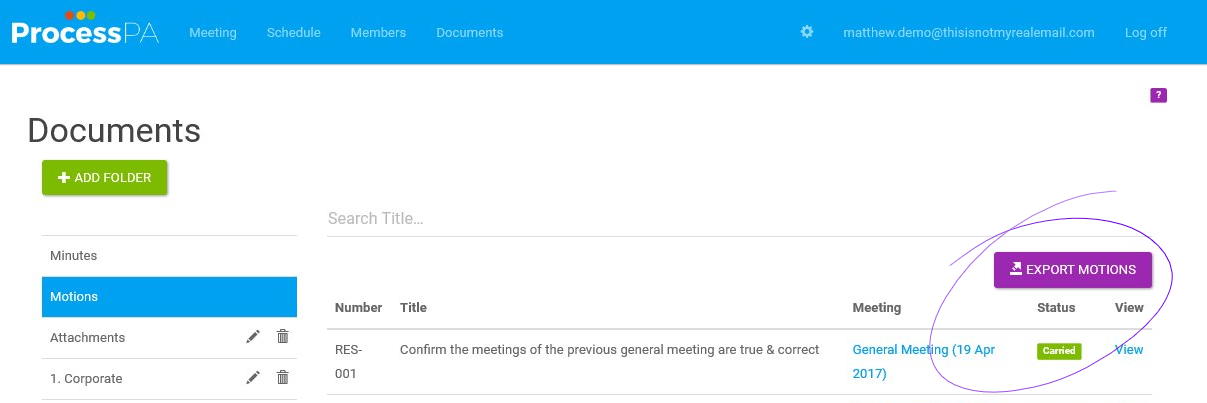 ProcessPA Meeting Schedule Members Documents matthew.demo@thisisnotmyrealemail.com Log off
?
Documents
ADD FOLDER
Search Title...
Minutes
EXPORT MOTIONS
Motions
Number Title Meeting Status View
Attachments
RES-001 Confirm the meetings of the previous general meeting are true & correct General Meeting (19 Apr 2017) Carried View
1. Corporate